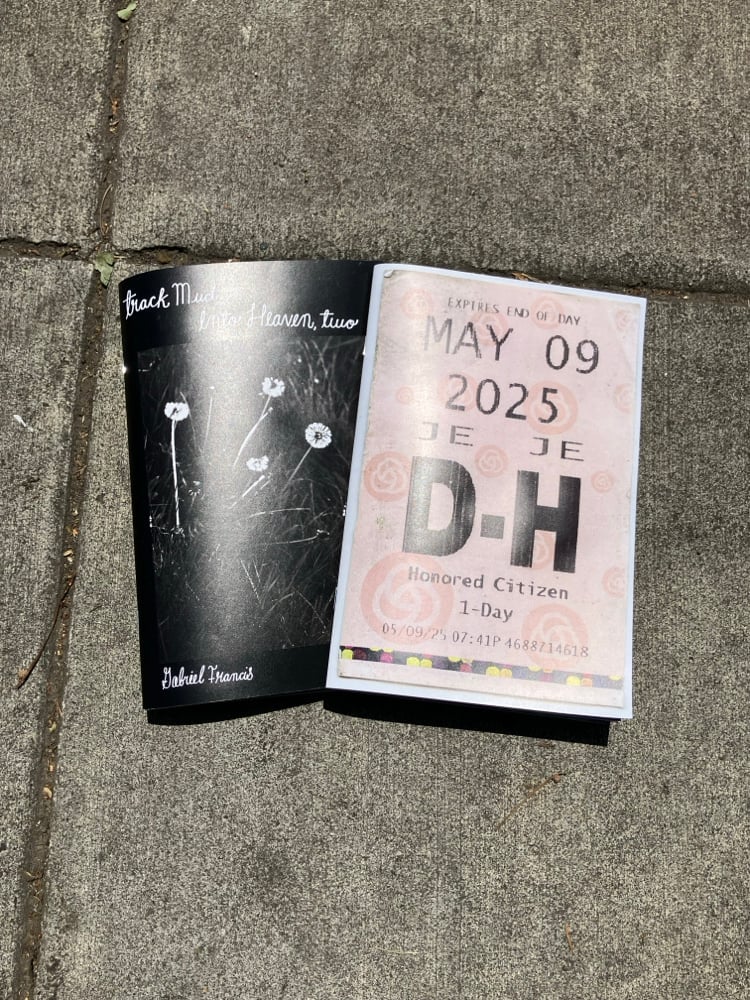 track Mud
into Heaven, two
Gabriel Francis
EXPIRES END OF DAY
MAY 09
2025
JE JE
D-H
Honored Citizen
1-Day
05/09/25 07:41P 4688714618